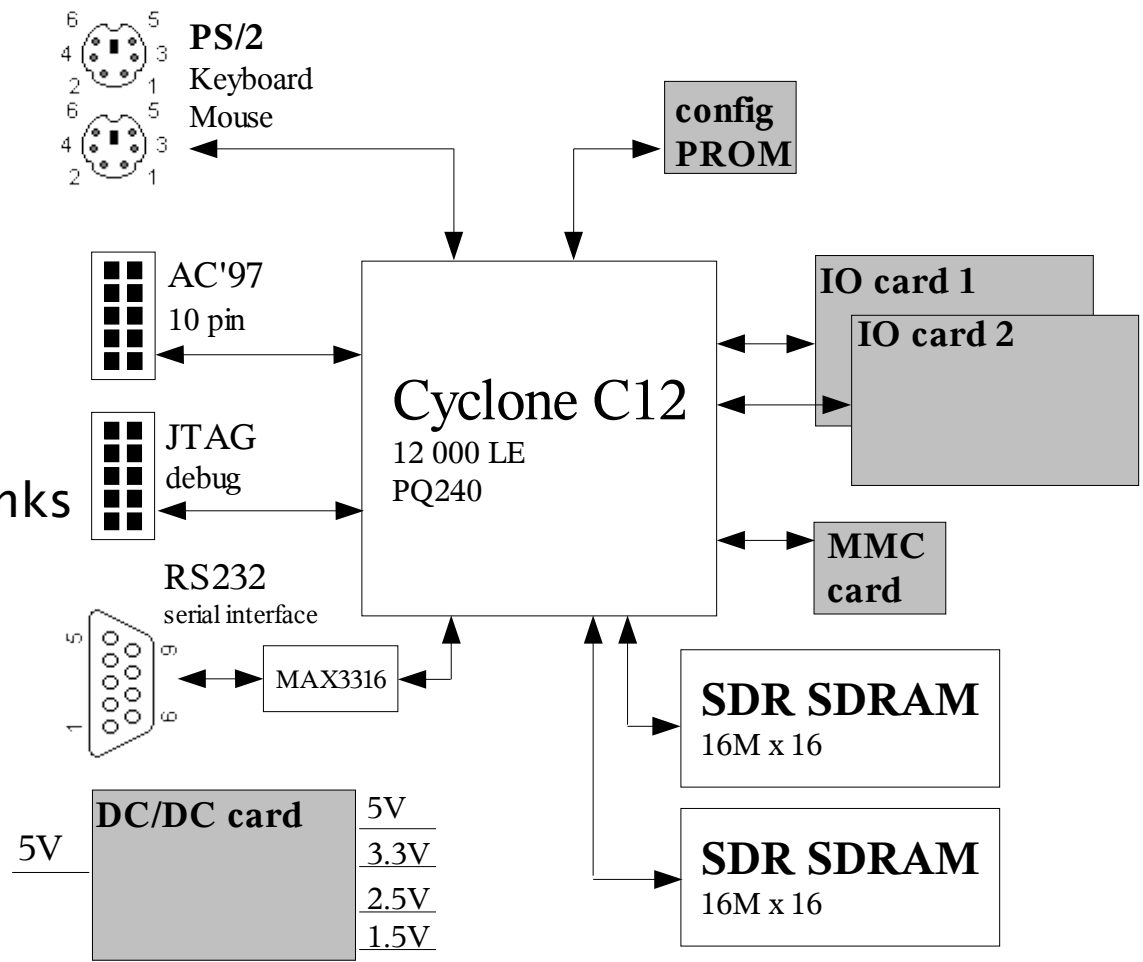 6 5
4 3
2 1
6 5
4 3
2 1
PS/2
Keyboard
Mouse
config
PROM
AC'97
10 pin
IO card 1
IO card 2
Cyclone C12
12 000 LE
PQ240
JTAG
debug
nks
MMC
card
RS232
serial interface
5 9
1 6
MAX3316
SDR SDRAM
16M x 16
DC/DC card
5V
5V
3.3V
2.5V
1.5V
SDR SDRAM
16M x 16